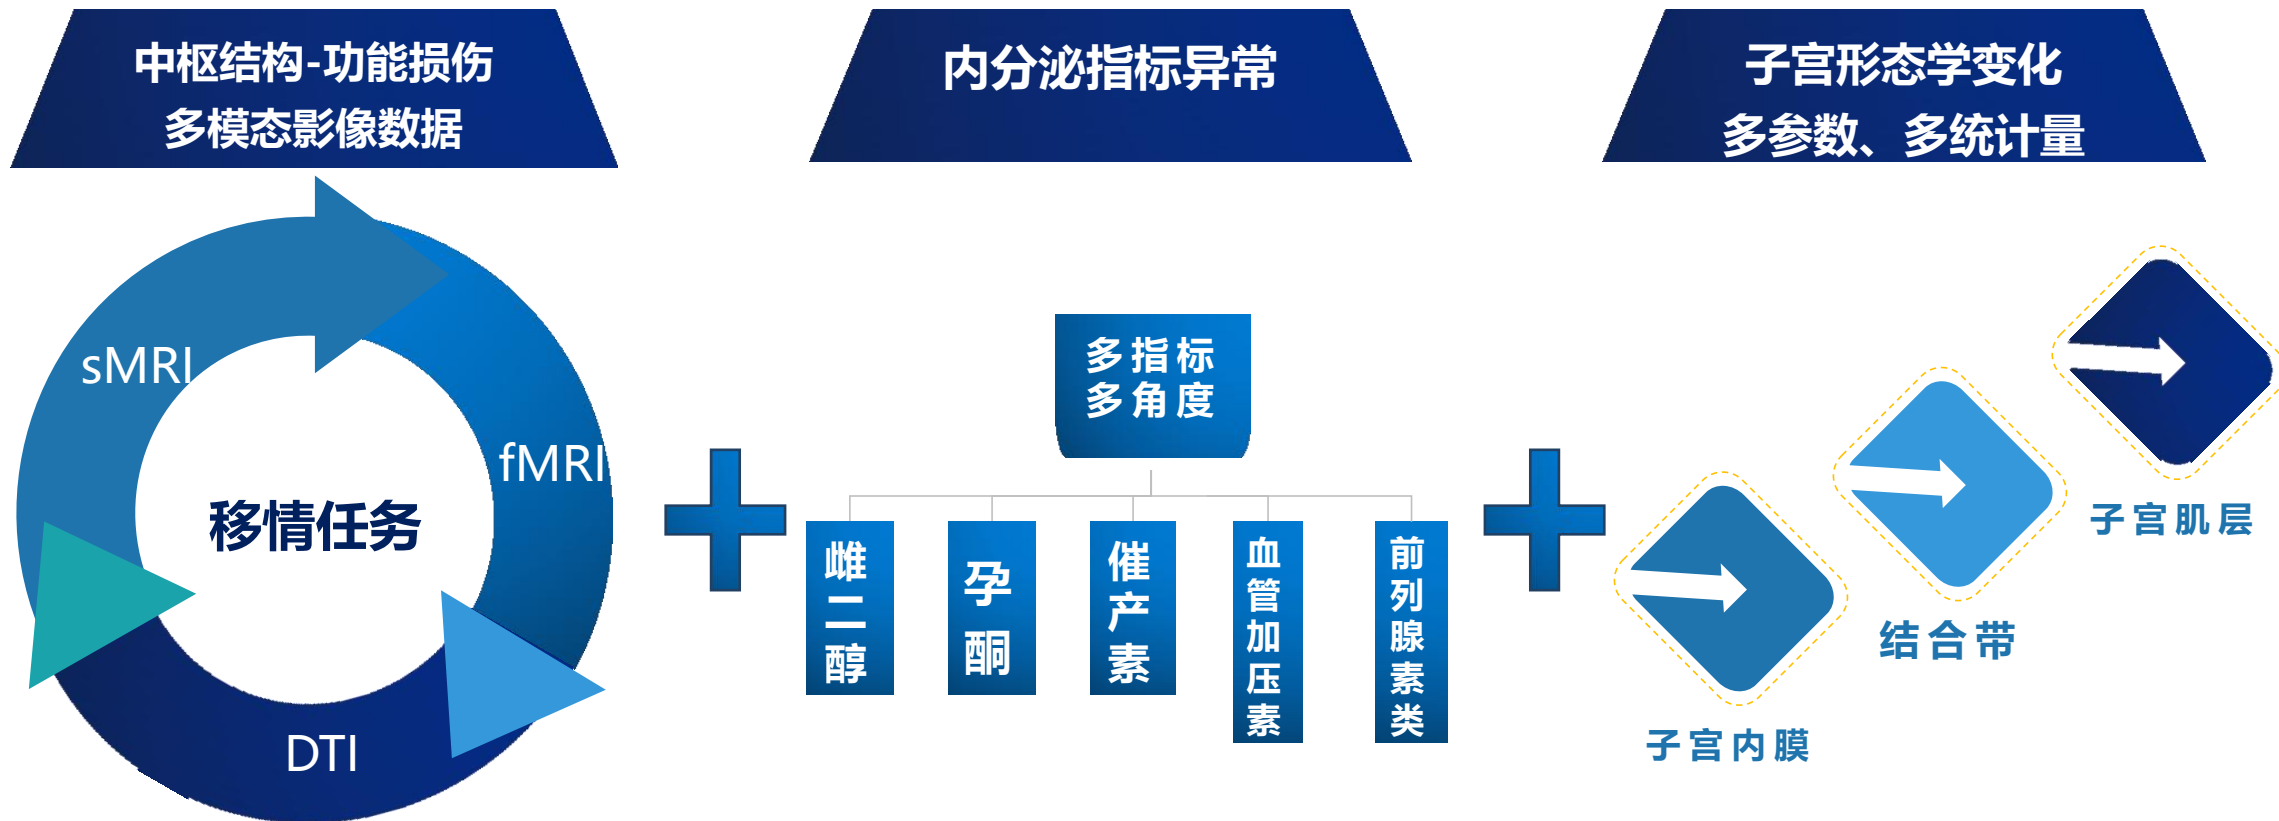 中枢结构-功能损伤
多模态影像数据
sMRI
fMRI
移情任务
DTI
内分泌指标异常
多指标
多角度
雌二醇
孕酮
催产素
血管加压素
前列腺素类
子宫形态学变化
多参数、多统计量
子宫肌层
结合带
子宫内膜